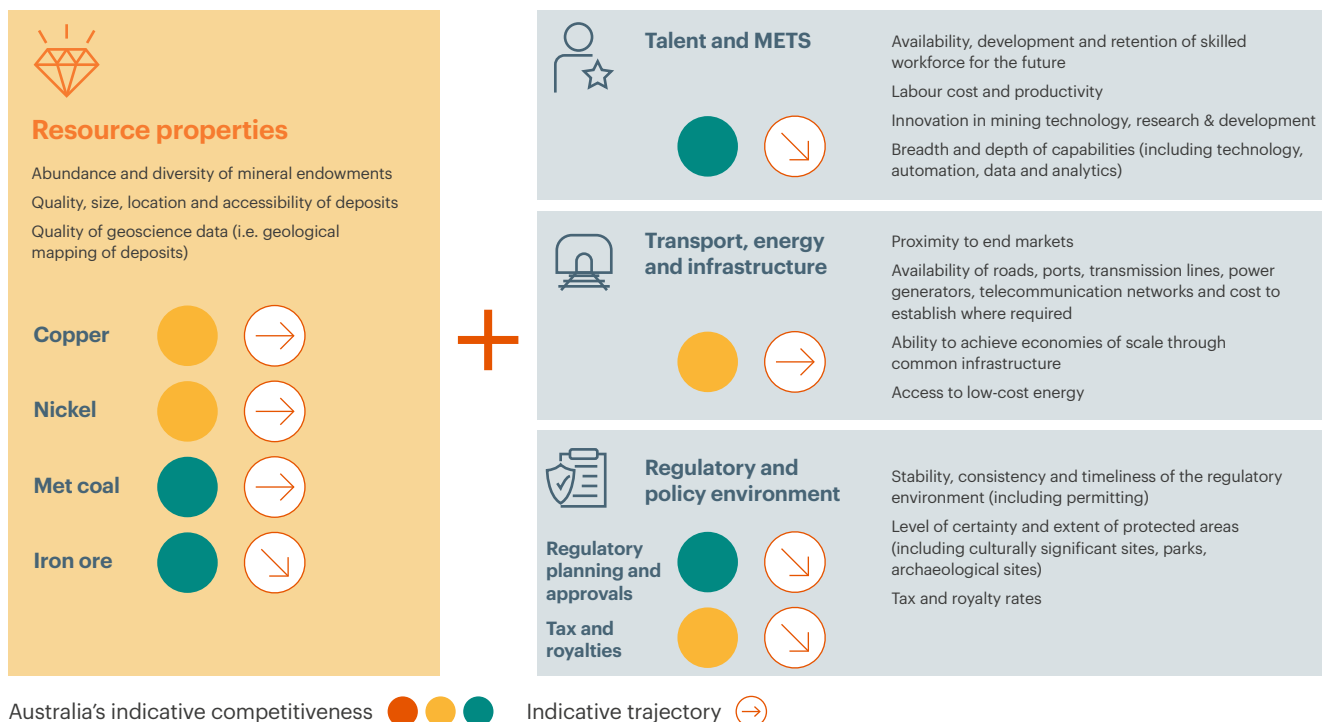 Resource properties
Abundance and diversity of mineral endowments
Quality, size, location and accessibility of deposits
Quality of geoscience data (i.e. geological
mapping of deposits)
Copper
Nickel
Met coal
Iron ore
Talent and METS
Availability, development and retention of skilled
workforce for the future
Labour cost and productivity
Innovation in mining technology, research & development
Breadth and depth of capabilities (including technology,
automation, data and analytics)
Transport, energy
and infrastructure
Proximity to end markets
Availability of roads, ports, transmission lines, power
generators, telecommunication networks and cost to
establish where required
Ability to achieve economies of scale through
common infrastructure
Access to low-cost energy
Regulatory and
policy environment
Regulatory
planning and
approvals
Tax and
royalties
Stability, consistency and timeliness of the regulatory
environment (including permitting)
Level of certainty and extent of protected areas
(including culturally significant sites, parks,
archaeological sites)
Tax and royalty rates
Australia's indicative competitiveness
Indicative trajectory